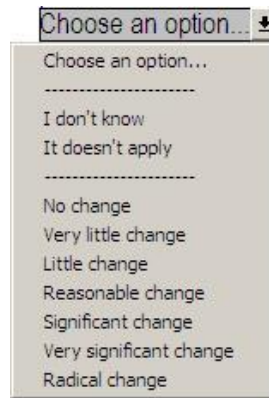 Choose an option...
Choose an option...
----------------------
I don't know
It doesn't apply
----------------------
No change
Very little change
Little change
Reasonable change
Significant change
Very significant change
Radical change